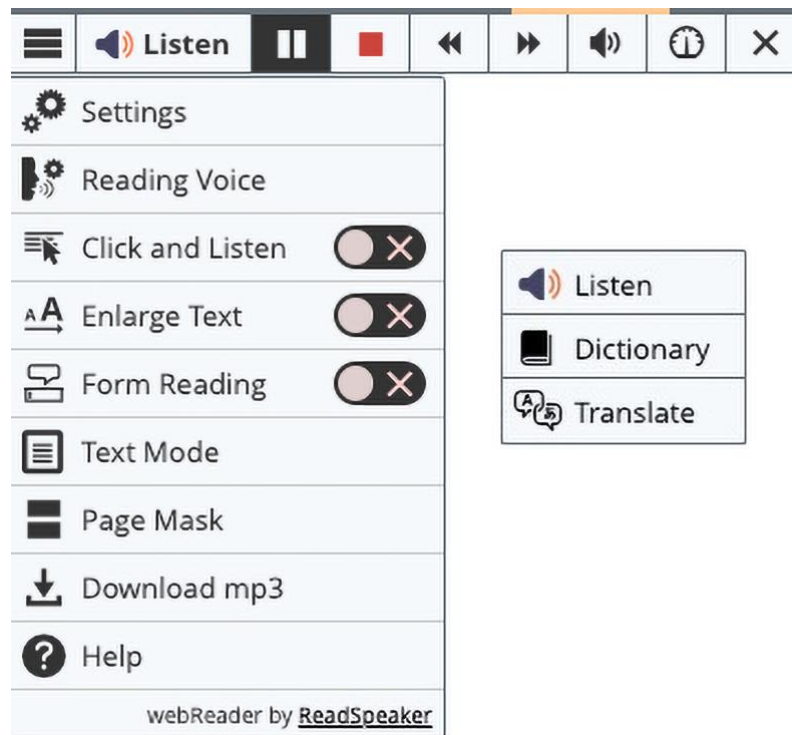 Listen
Settings
Reading Voice
Click and Listen
Enlarge Text
Form Reading
Text Mode
Page Mask
Download mp3
Help
webReader by ReadSpeaker
Listen
Dictionary
Translate